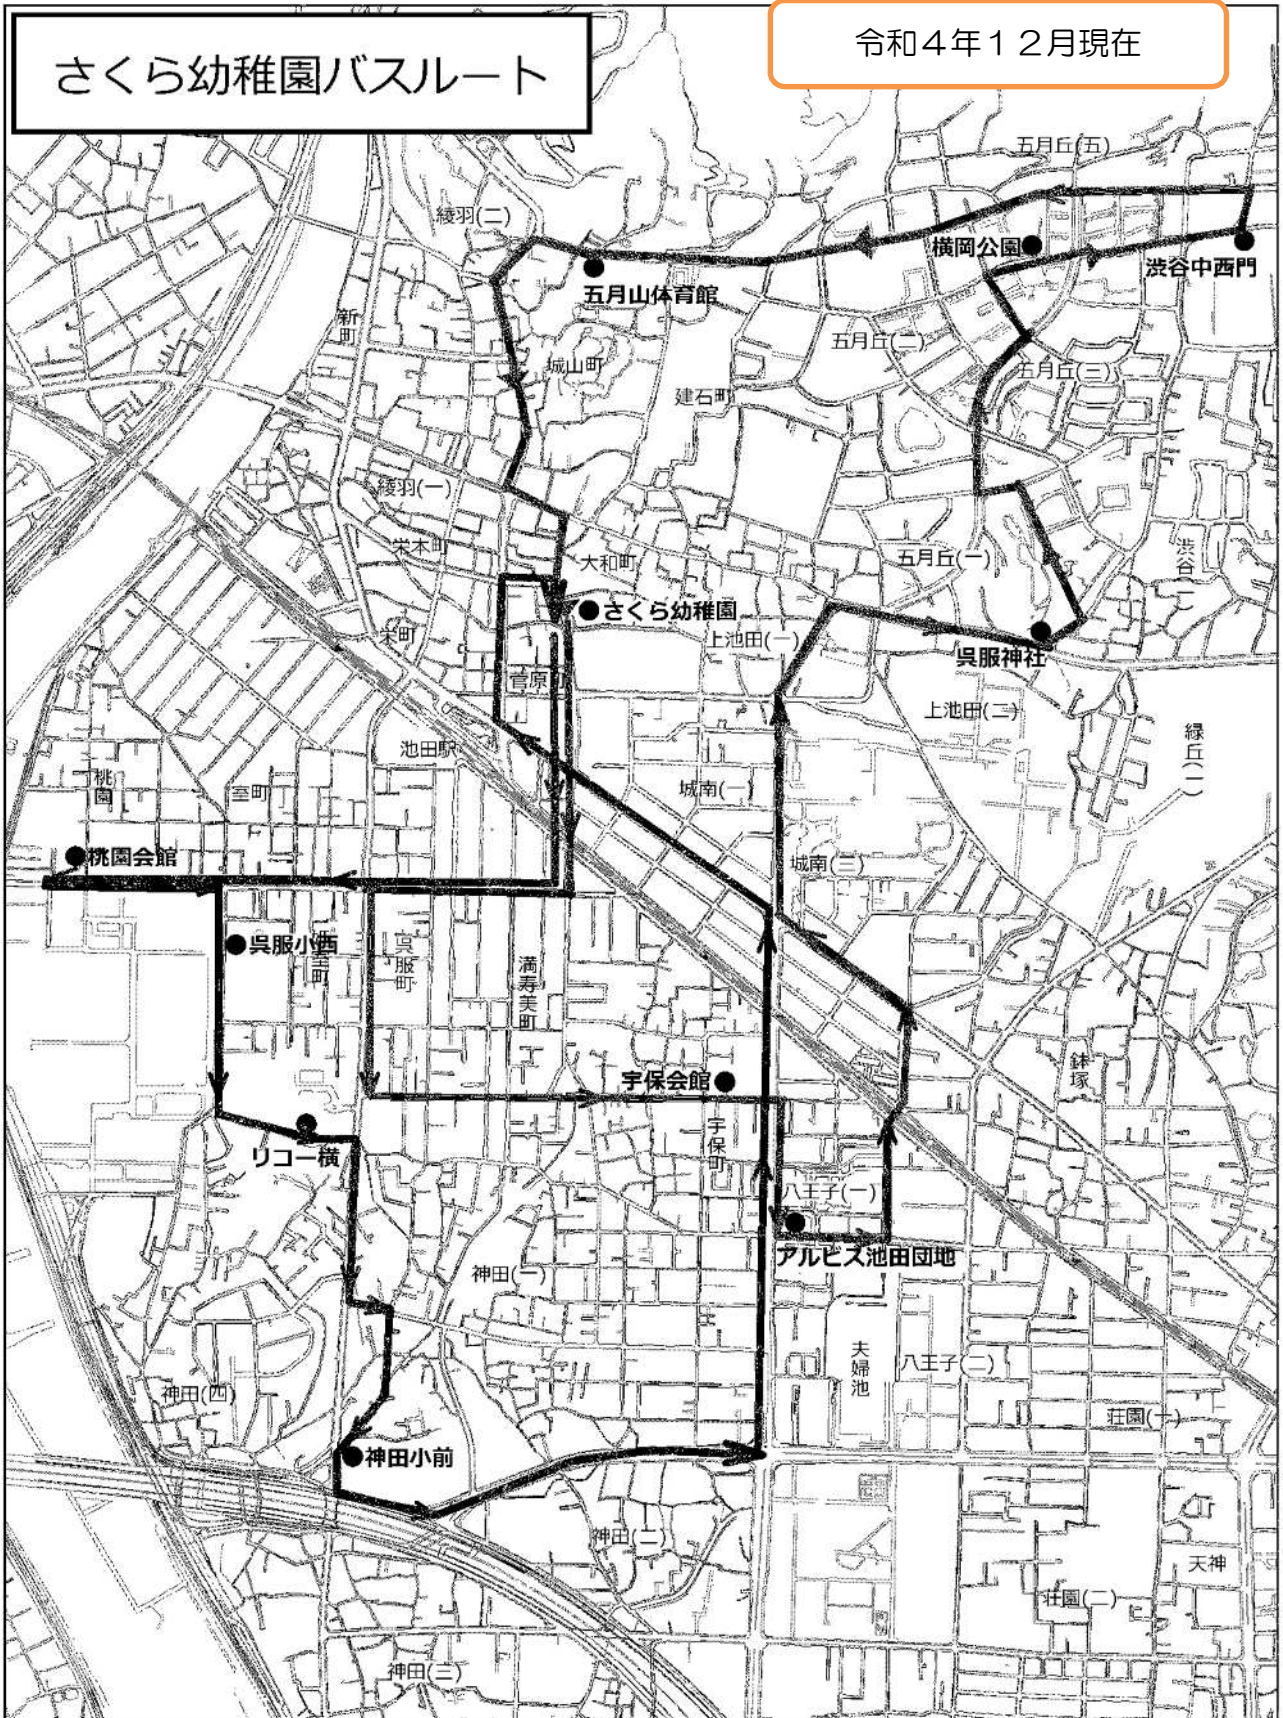 さくら幼稚園バスルート
令和４年１２月現在
五月丘(五)
綾羽(二)
横岡公園
渋谷中西門
五月山体育館
新町
五月丘(二)
城山町
五月丘(三)
建石町
綾羽(一)
栄本町
大和町
五月丘(一)
さくら幼稚園
栄町
上池田(一)
呉服神社
菅原
上池田(二)
緑丘(一)
池田駅
桃園
室町
城南(一)
桃園会館
城南(三)
呉服小西
呉服町
満寿美町
宇保会館
鉢塚
リコー横
宇保町
八王子(一)
アルビス池田団地
神田(一)
夫婦池
八王子(二)
神田(四)
荘園(一)
神田小前
神田(二)
天神
荘園(二)
神田(三)